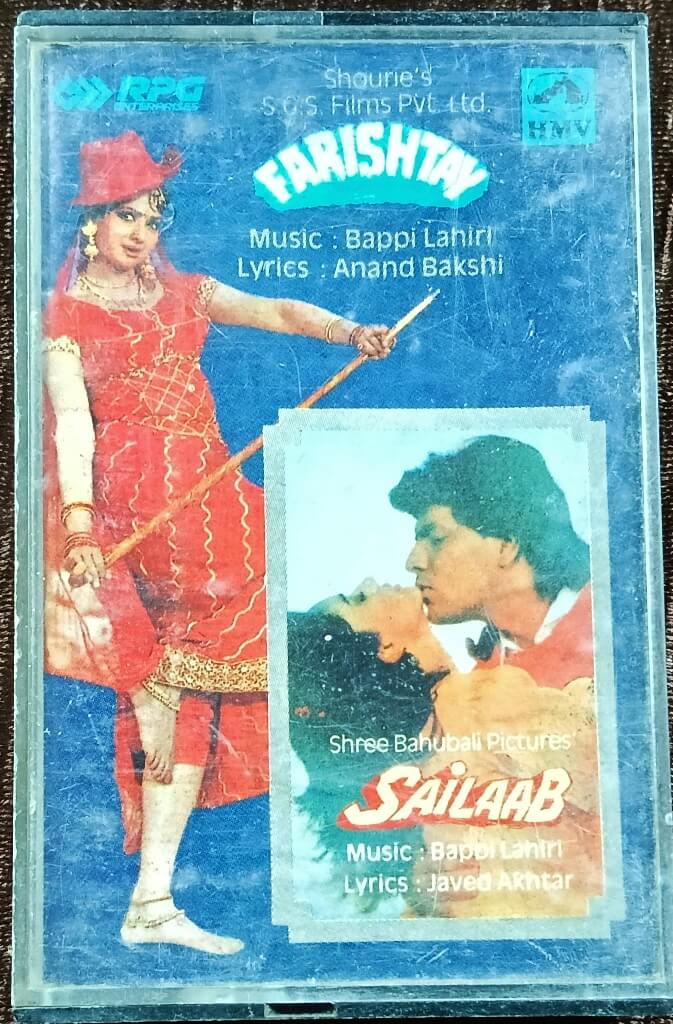 RPG
ENTERPRISES
Shourie's
S.G.S. Films Pvt. Ltd.
HMV
FARISHTAY
Music : Bappi Lahiri
Lyrics : Anand Bakshi
Shree Bahubali Pictures'
SAiLAAB
Music : Bappi Lahiri
Lyrics : Javed Akhtar